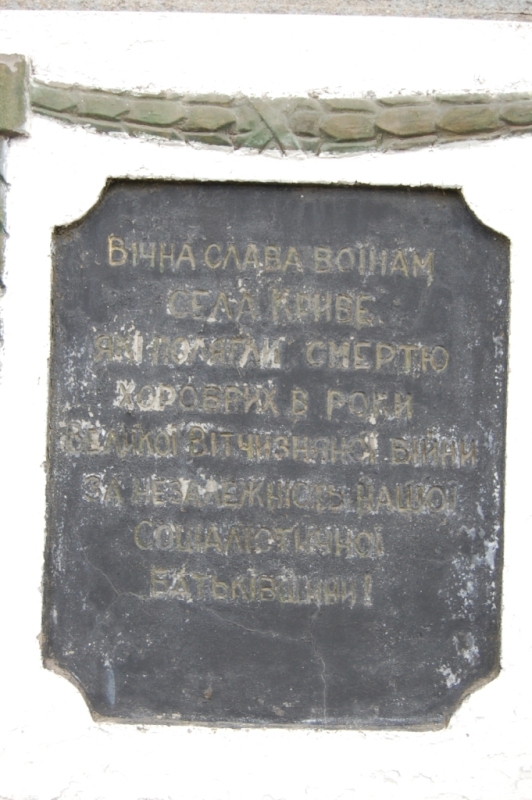 Вічна слава воїнам
села Криве
які полягли смертю
хоробрих в роки
Великої Вітчизняної війни
за незалежність нашої
Соціалістичної
Батьківщини!